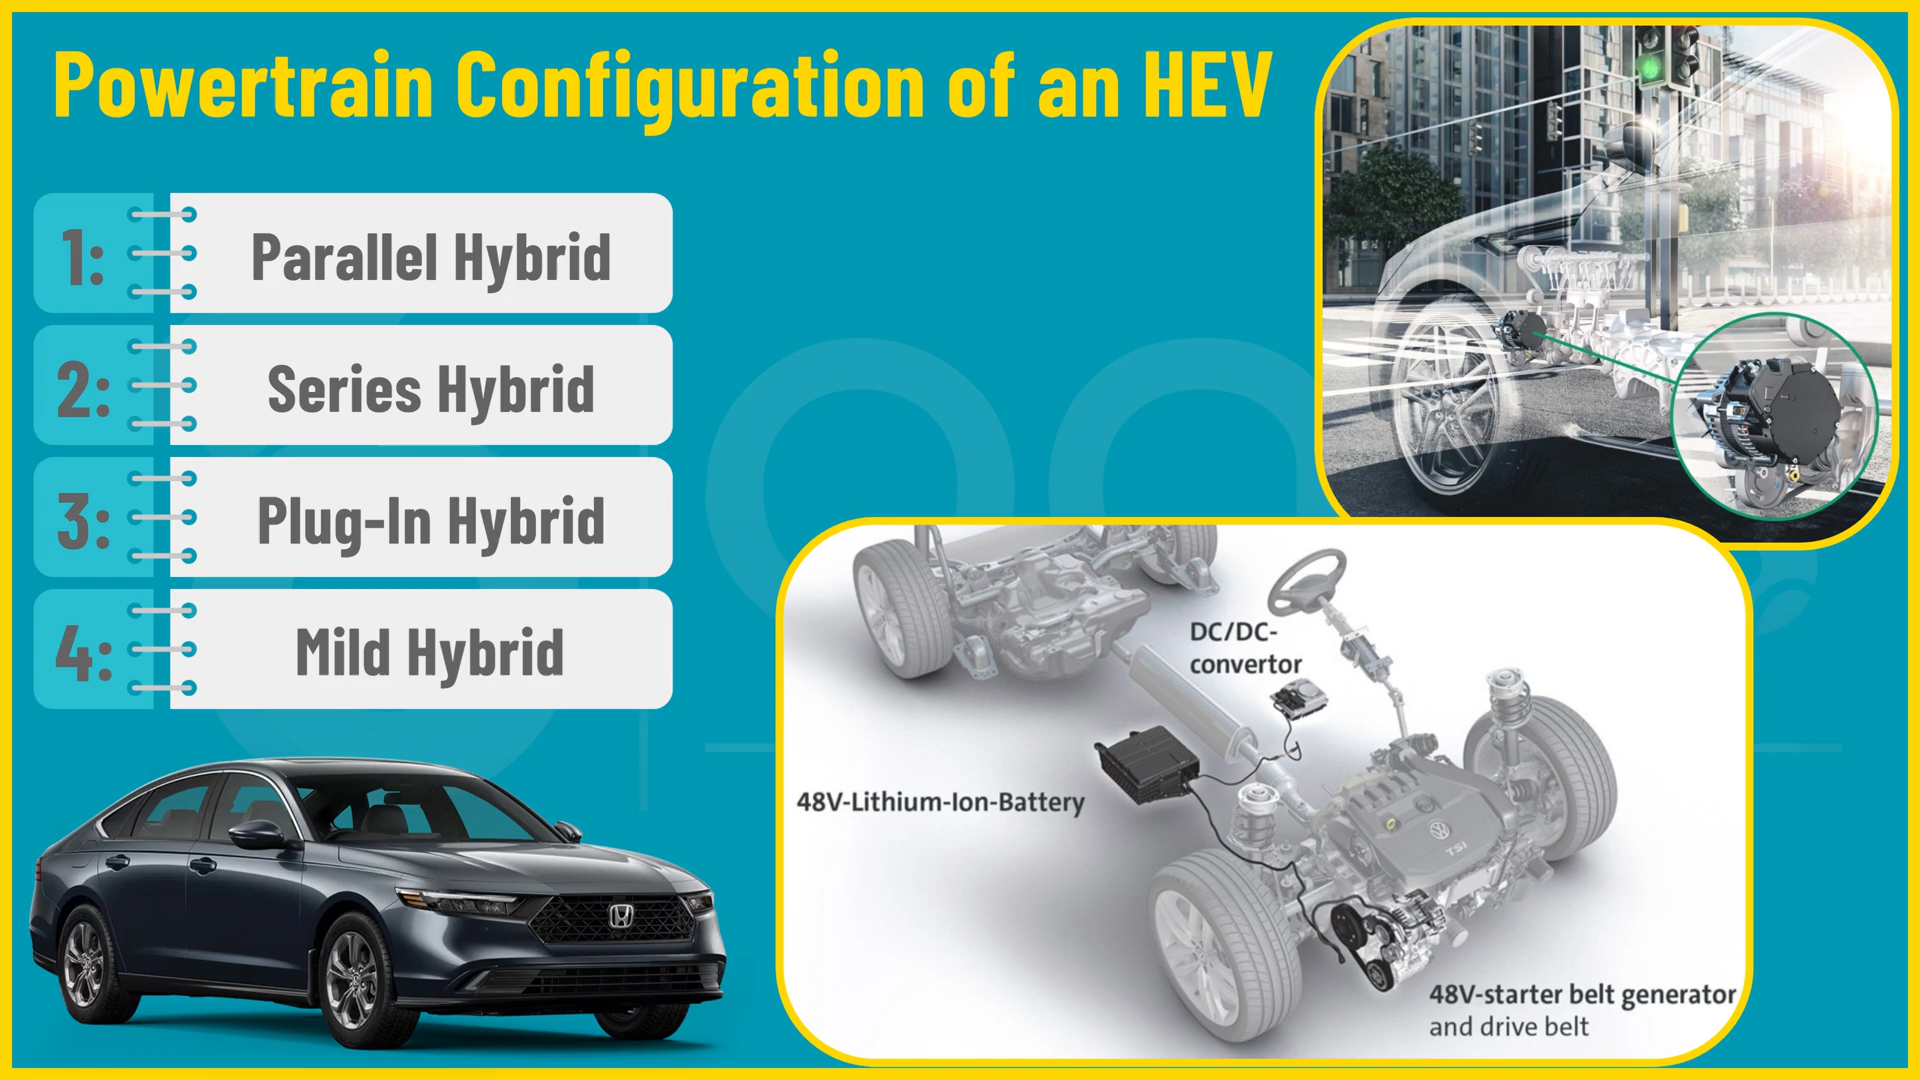 Powertrain Configuration of an HEV
1: Parallel Hybrid
2: Series Hybrid
3: Plug-In Hybrid
4: Mild Hybrid
DC/DC-
convertor
48V-Lithium-Ion-Battery
TSI
48V-starter belt generator
and drive belt